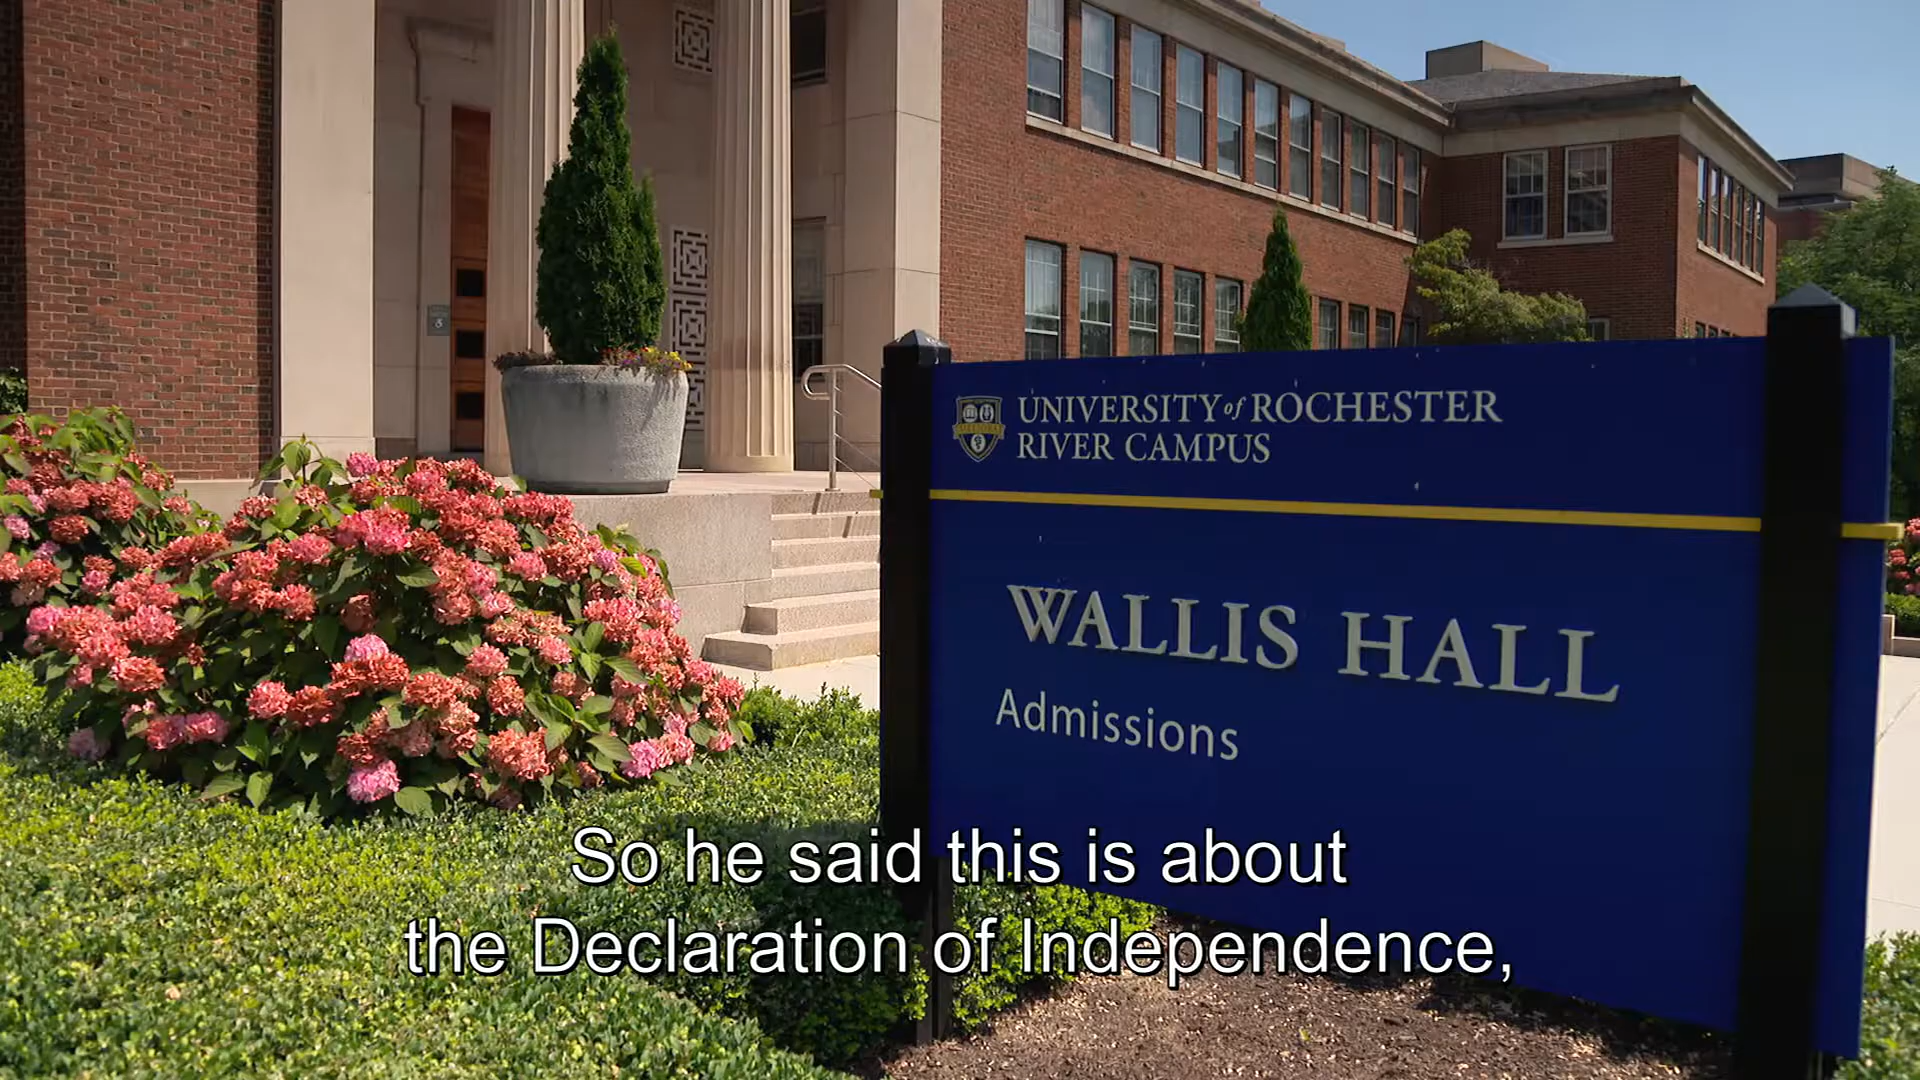 UNIVERSITY of ROCHESTER
RIVER CAMPUS
WALLIS HALL
Admissions
So he said this is about
the Declaration of Independence,